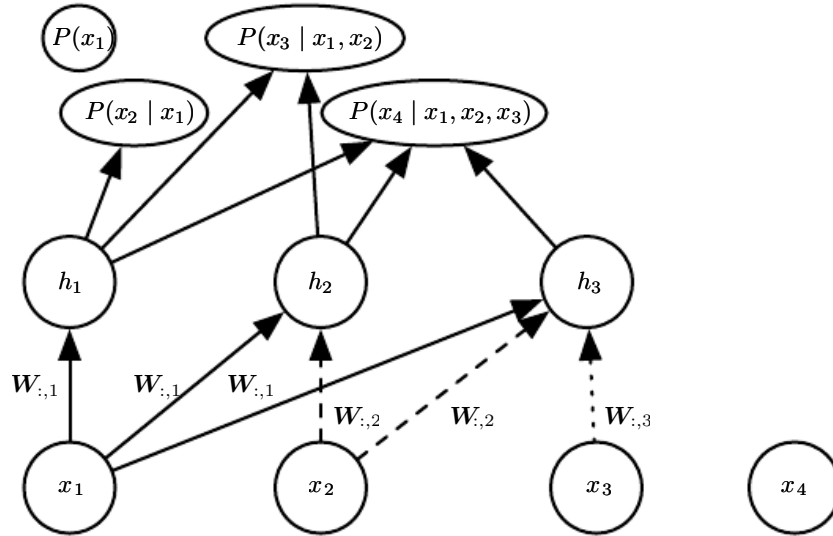 P(x₁)
P(x₃ | x₁, x₂)
P(x₂ | x₁)
P(x₄ | x₁, x₂, x₃)
h₁
h₂
h₃
W:,1
W:,1
W:,1
W:,2
W:,2
W:,3
x₁
x₂
x₃
x₄